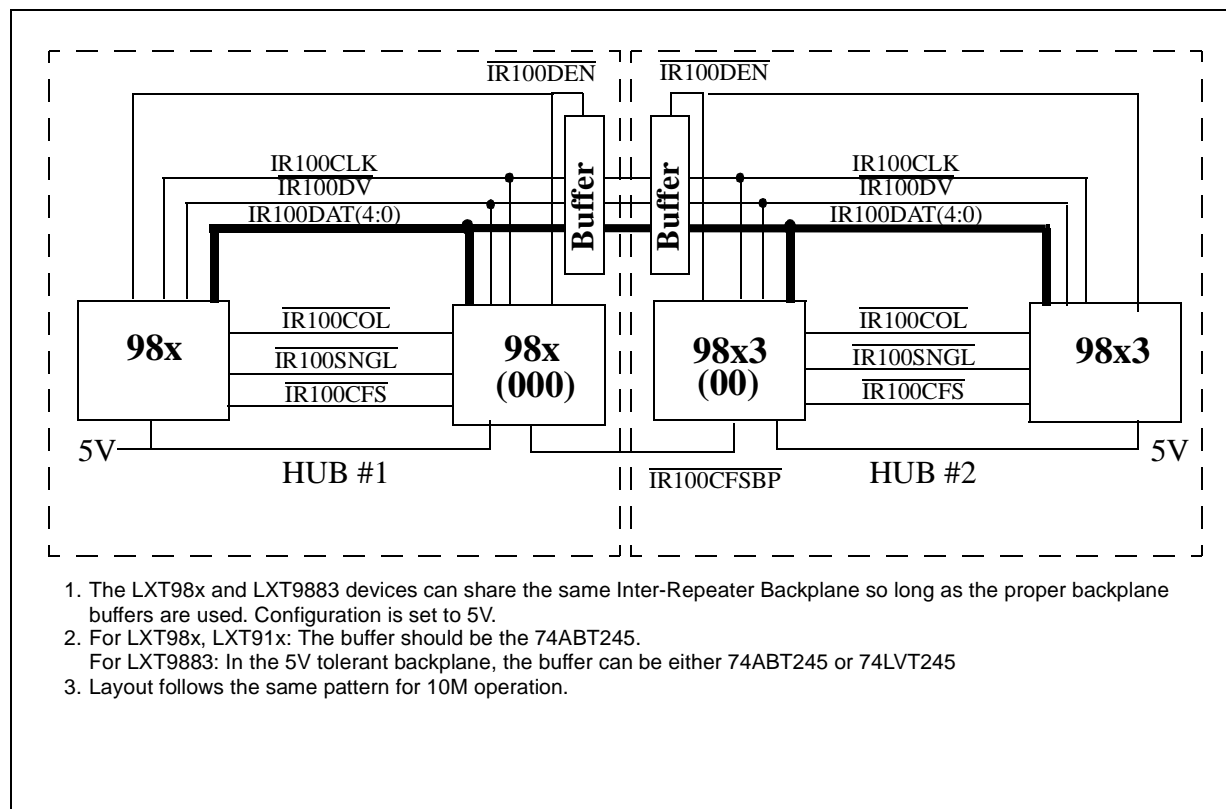 IR100DEN IR100DEN
IR100CLK IR100CLK
IR100DV IR100DV
IR100DAT(4:0) IR100DAT(4:0)
Buffer Buffer
IR100COL IR100COL
98x 98x 98x3 98x3
(000) (00)
IR100SNGL IR100SNGL
IR100CFS IR100CFS
5V 5V
HUB #1 HUB #2
IR100CFSBP
1. The LXT98x and LXT9883 devices can share the same Inter-Repeater Backplane so long as the proper backplane
buffers are used. Configuration is set to 5V.
2. For LXT98x, LXT91x: The buffer should be the 74ABT245.
For LXT9883: In the 5V tolerant backplane, the buffer can be either 74ABT245 or 74LVT245
3. Layout follows the same pattern for 10M operation.